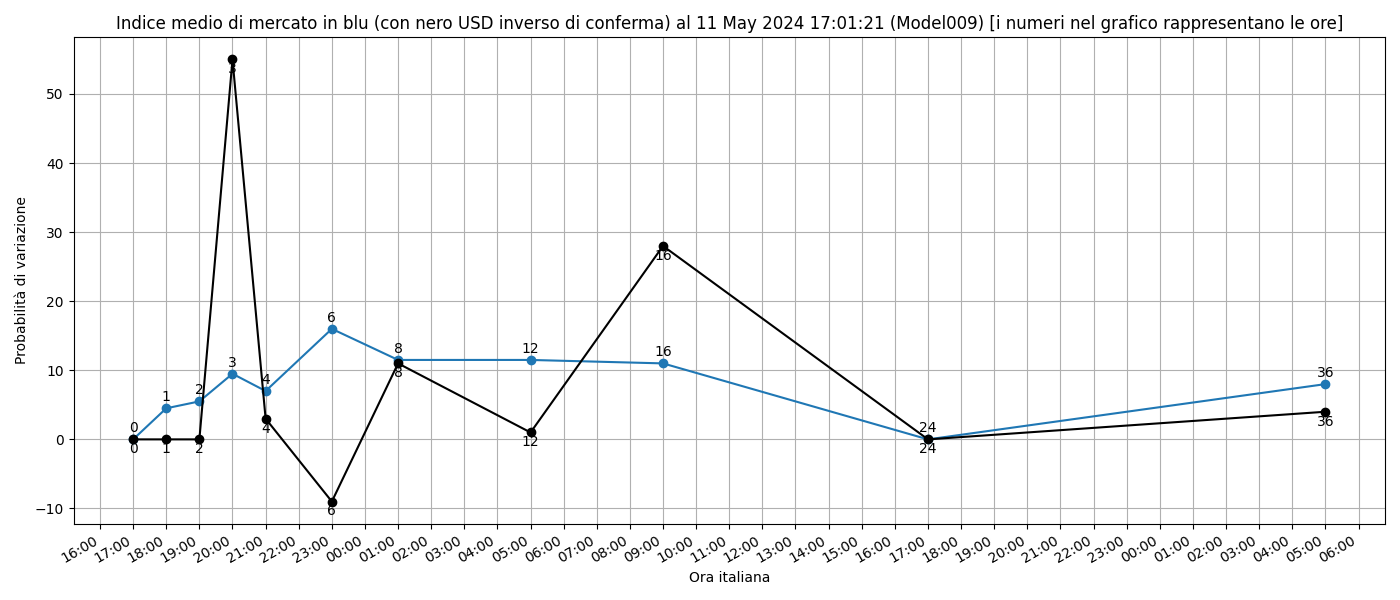 Indice medio di mercato in blu (con nero USD inverso di conferma) al 11 May 2024 17:01:21 (Model009) [i numeri nel grafico rappresentano le ore]
Probabilità di variazione
50
40
30
20
10
0
−10
0 1 2 3 4 6 8 12 16 24 36
0 1 2 3 4 6 8 12 16 24 36
16:00 17:00 18:00 19:00 20:00 21:00 22:00 23:00 00:00 01:00 02:00 03:00 04:00 05:00 06:00 07:00 08:00 09:00 10:00 11:00 12:00 13:00 14:00 15:00 16:00 17:00 18:00 19:00 20:00 21:00 22:00 23:00 00:00 01:00 02:00 03:00 04:00 05:00 06:00
Ora italiana